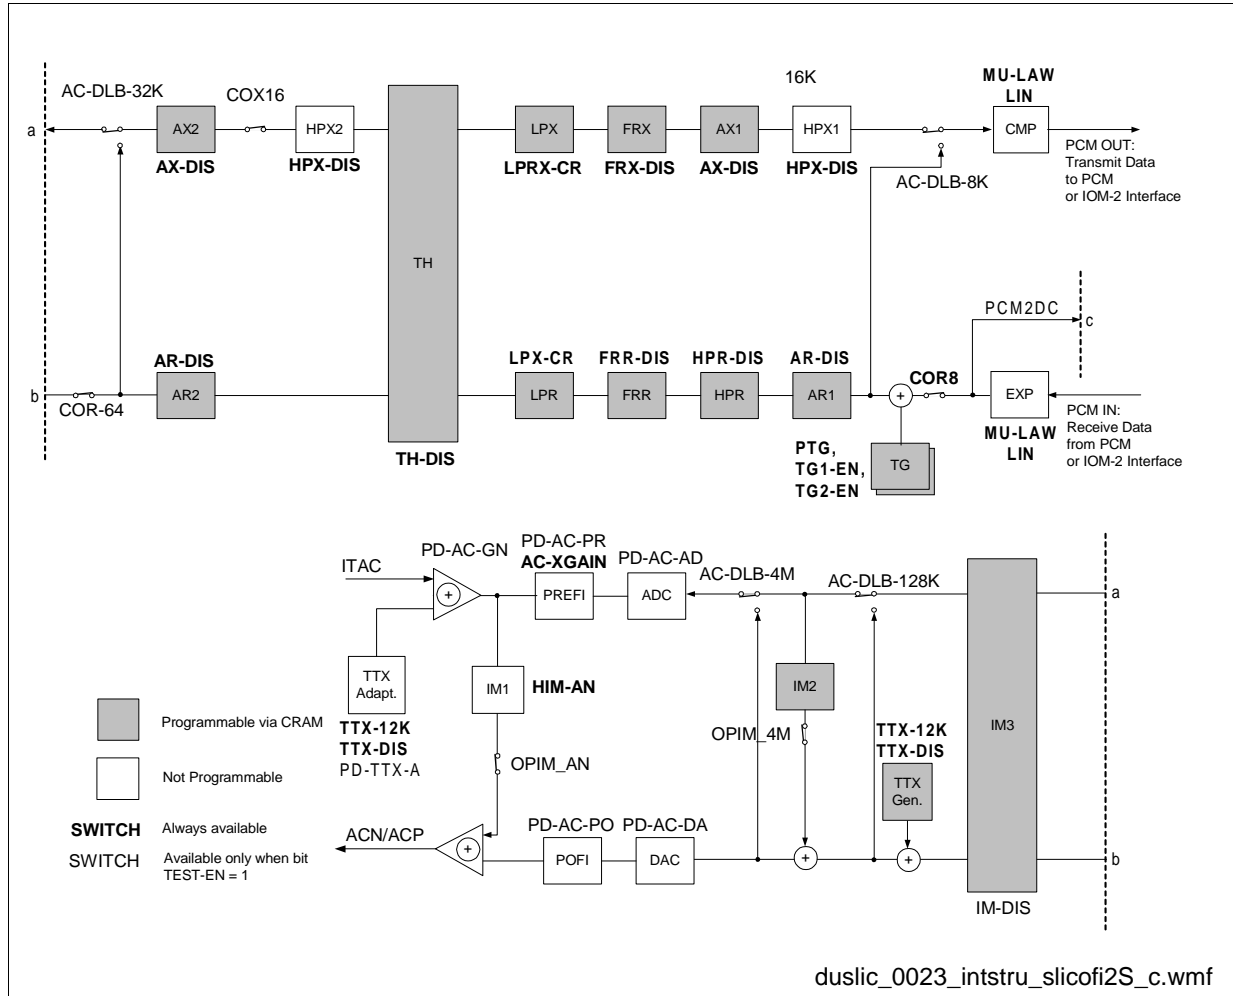 AC-DLB-32K
COX16
16K
MU-LAW
LIN
a
AX2
HPX2
LPX
FRX
AX1
HPX1
CMP
AX-DIS
HPX-DIS
LPRX-CR
FRX-DIS
AX-DIS
HPX-DIS
AC-DLB-8K
PCM OUT:
Transmit Data
to PCM
or IOM-2 Interface
TH
PCM2DC
c
AR-DIS
LPX-CR
FRR-DIS
HPR-DIS
AR-DIS
COR8
b
COR-64
AR2
LPR
FRR
HPR
AR1
+
EXP
PCM IN:
Receive Data
from PCM
or IOM-2 Interface
MU-LAW
LIN
TH-DIS
PTG,
TG1-EN,
TG2-EN
TG
ITAC
PD-AC-GN
PD-AC-PR
AC-XGAIN
PD-AC-AD
AC-DLB-4M
AC-DLB-128K
+
PREFI
ADC
a
TTX
Adapt.
IM1
HIM-AN
IM2
IM3
TTX-12K
TTX-DIS
PD-TTX-A
OPIM_AN
OPIM_4M
TTX-12K
TTX-DIS
TTX
Gen.
Programmable via CRAM
Not Programmable
SWITCH Always available
SWITCH Available only when bit
TEST-EN = 1
ACN/ACP
+
PD-AC-PO
PD-AC-DA
POFI
DAC
+
+
b
IM-DIS
duslic_0023_intstru_slicofi2S_c.wmf